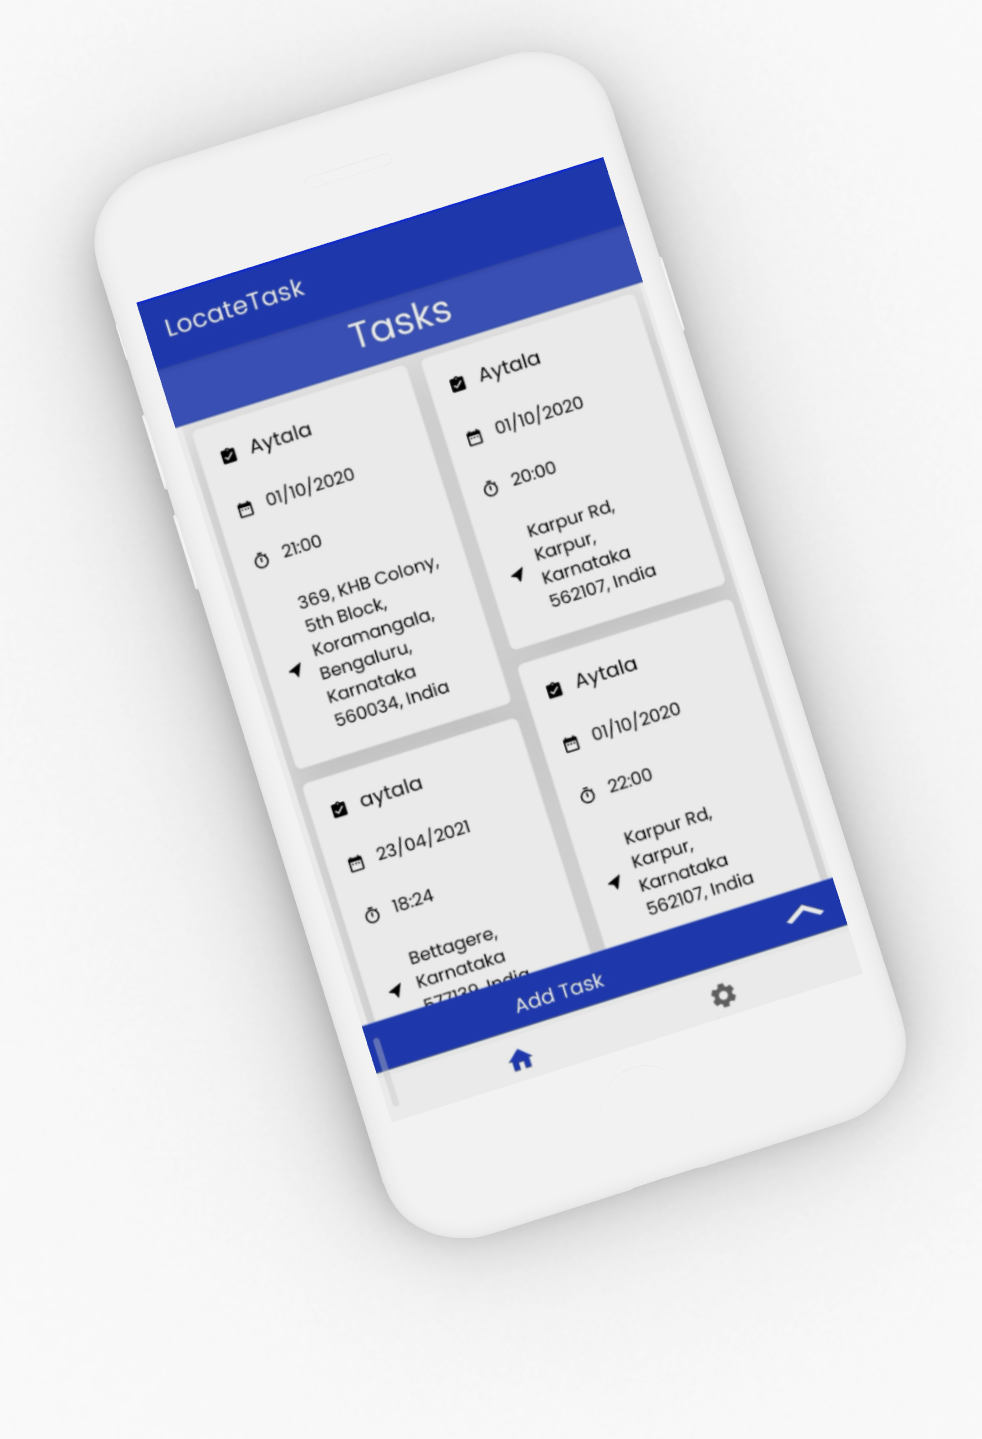 LocateTask
Tasks
Aytala
01/10/2020
21:00
369, KHB Colony,
5th Block,
Koramangala,
Bengaluru,
Karnataka
560034, India
Aytala
01/10/2020
20:00
Karpur Rd,
Karpur,
Karnataka
562107, India
aytala
23/04/2021
18:24
Bettagere,
Karnataka
577129, India
Aytala
01/10/2020
22:00
Karpur Rd,
Karpur,
Karnataka
562107, India
Add Task